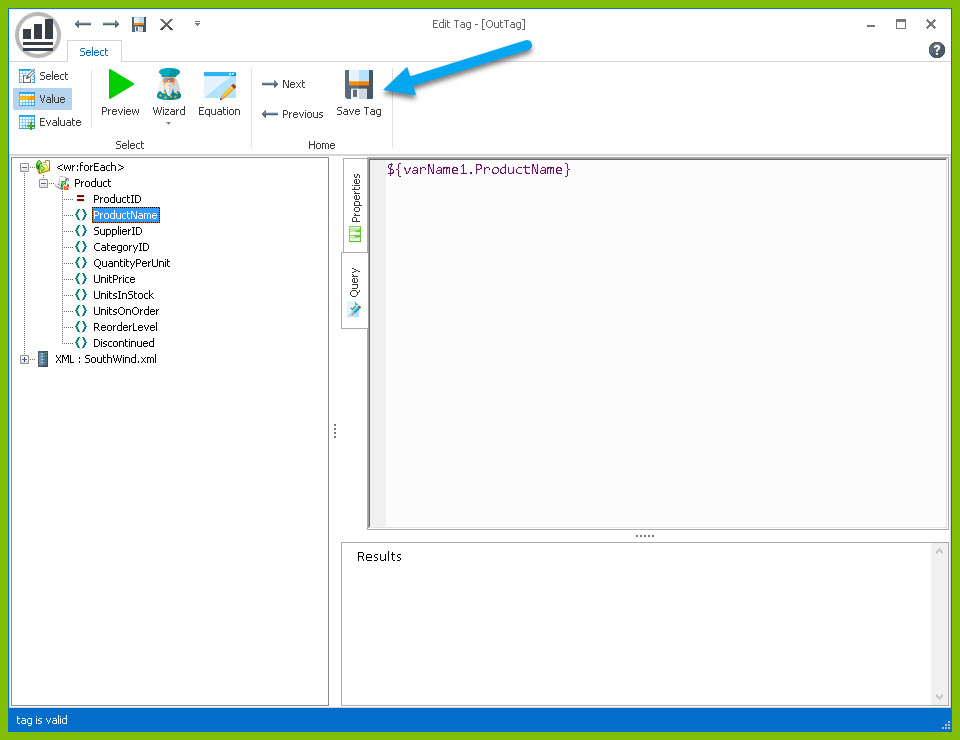 Edit Tag - [OutTag]
Select
?
Select
Value
Evaluate
Preview
Wizard
Equation
Select
Next
Previous
Save Tag
Home
<wr:forEach>
Product
ProductID
ProductName
SupplierID
CategoryID
QuantityPerUnit
UnitPrice
UnitsInStock
UnitsOnOrder
ReorderLevel
Discontinued
XML : SouthWind.xml
Properties
Query
${varName1.ProductName}
Results
tag is valid